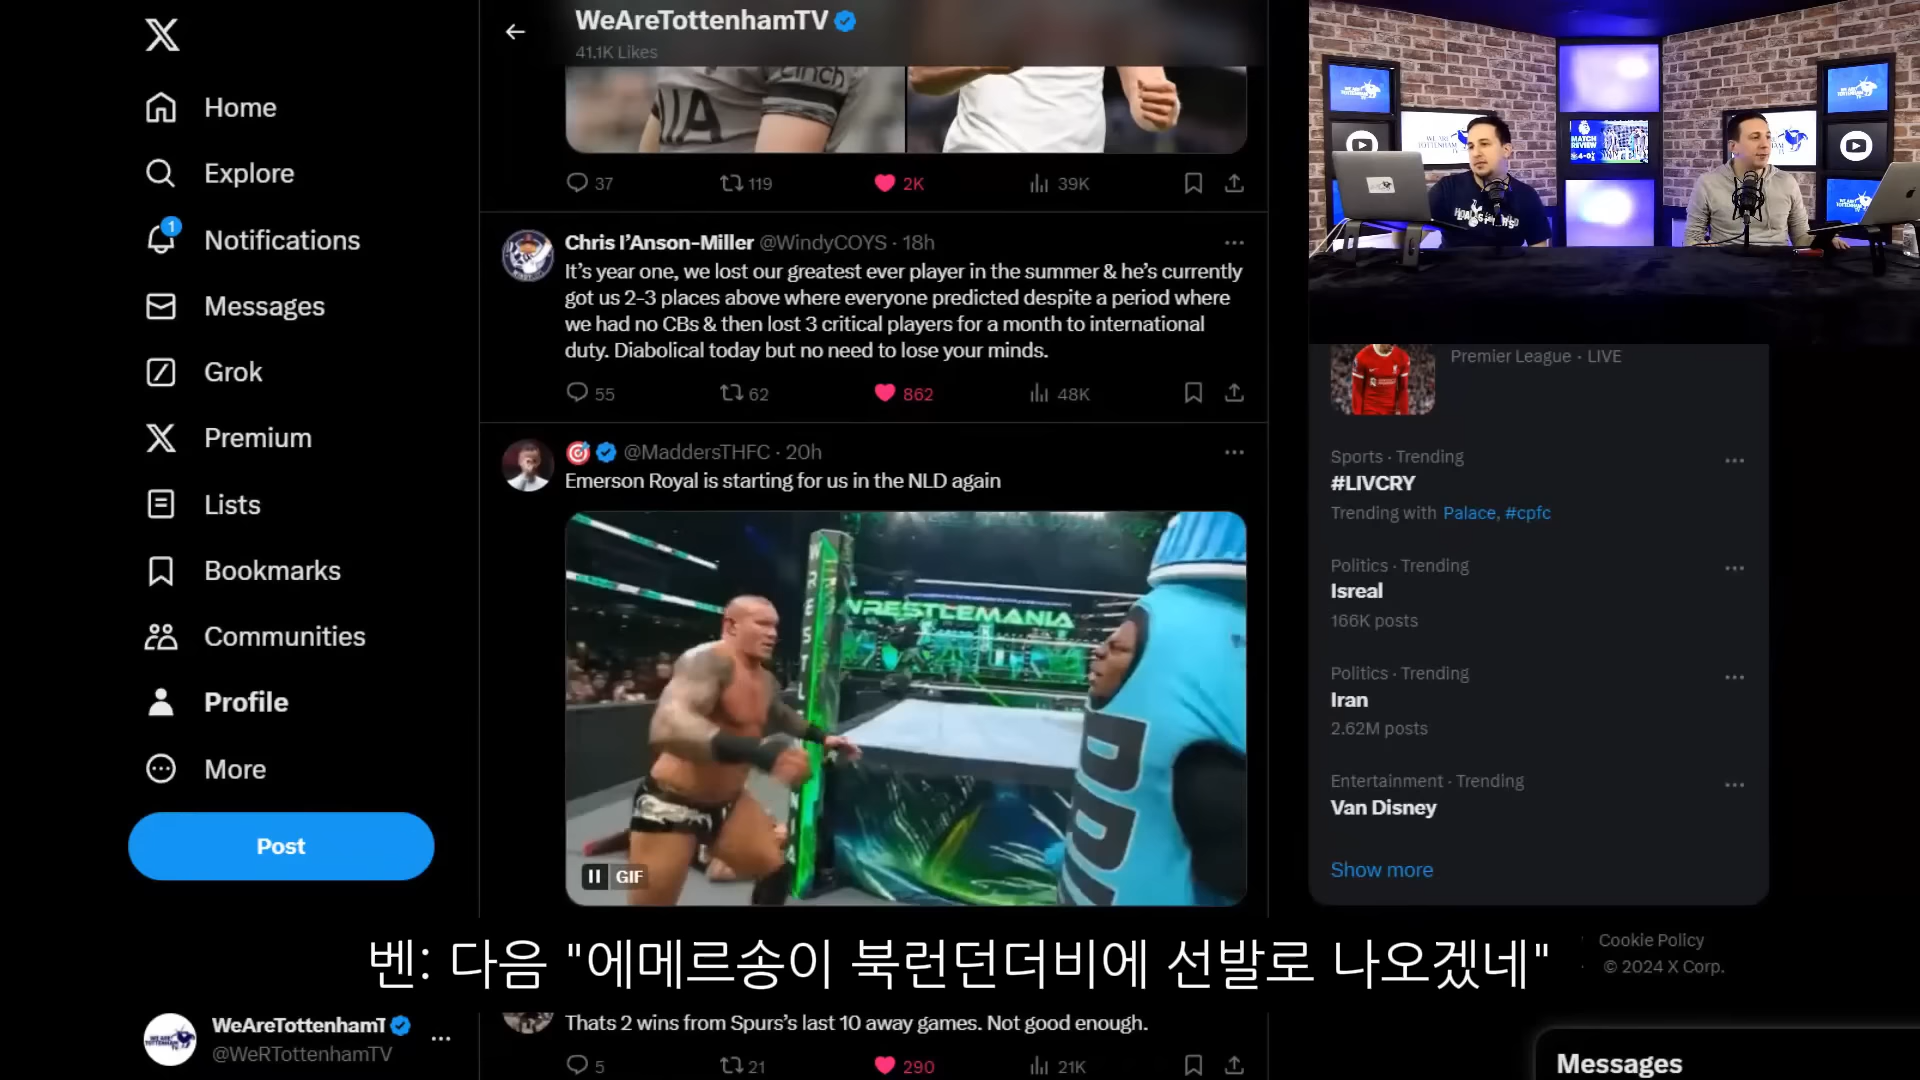 Home
Explore
1
Notifications
Messages
Grok
Premium
Lists
Bookmarks
Communities
Profile
More
Post
WeAreTottenhamT
@WeRTottenhamTV
WeAreTottenhamTV
41.1K Likes
37
119
2K
39K
Chris I’Anson-Miller @WindyCOYS · 18h
It’s year one, we lost our greatest ever player in the summer & he’s currently
got us 2-3 places above where everyone predicted despite a period where
we had no CBs & then lost 3 critical players for a month to international
duty. Diabolical today but no need to lose your minds.
55
62
862
48K
@MaddersTHFC · 20h
Emerson Royal is starting for us in the NLD again
WRESTLEMANIA
GIF
벤: 다음 "에메르송이 북런던더비에 선발로 나오겠네"
Thats 2 wins from Spurs’s last 10 away games. Not good enough.
5
21
290
21K
MATCH
REVIEW
4-0
Premier League · LIVE
Sports · Trending
#LIVCRY
Trending with Palace, #cpfc
Politics · Trending
Isreal
166K posts
Politics · Trending
Iran
2.62M posts
Entertainment · Trending
Van Disney
Show more
Cookie Policy
© 2024 X Corp.
Messages